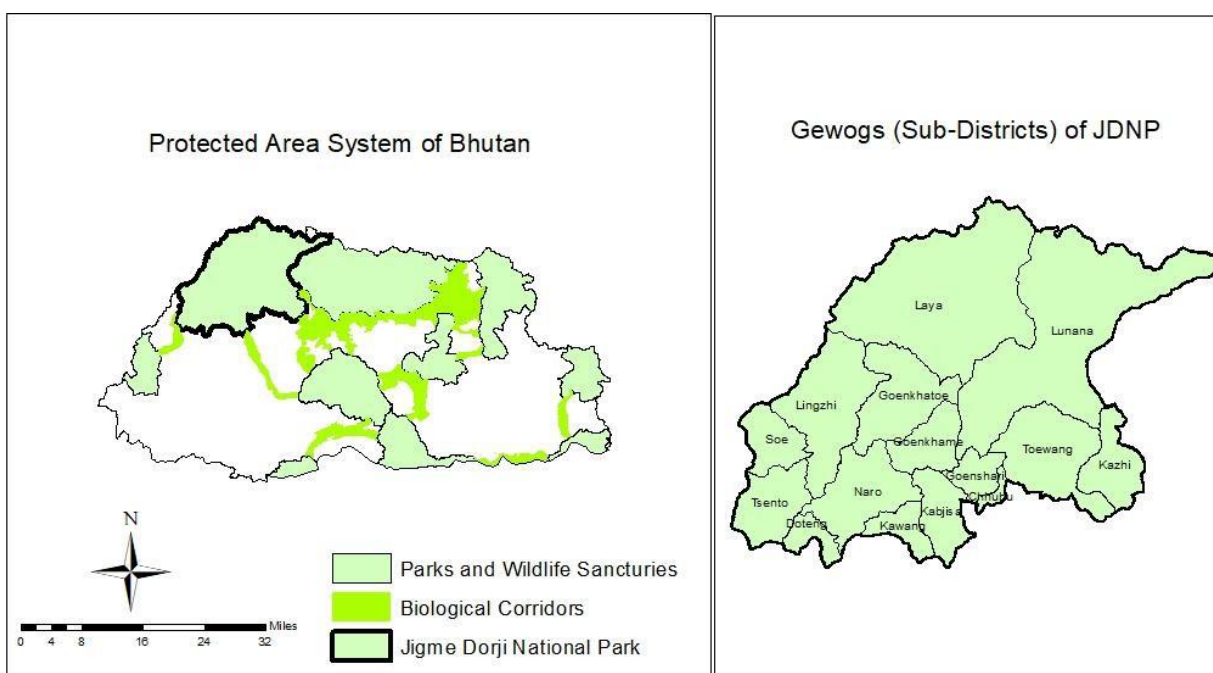 Protected Area System of Bhutan
N
Miles
0 2 4 8 16 24 32
Parks and Wildlife Sancturies
Biological Corridors
Jigme Dorji National Park
Gewogs (Sub-Districts) of JDNP
Laya
Lunana
Goenkhatoe
Lingzhi
Soe
Goenkhame
Toewang
Goenshari
Kazhi
Naro
Chhubu
Tsento
Kabjisa
Doteng
Kawang